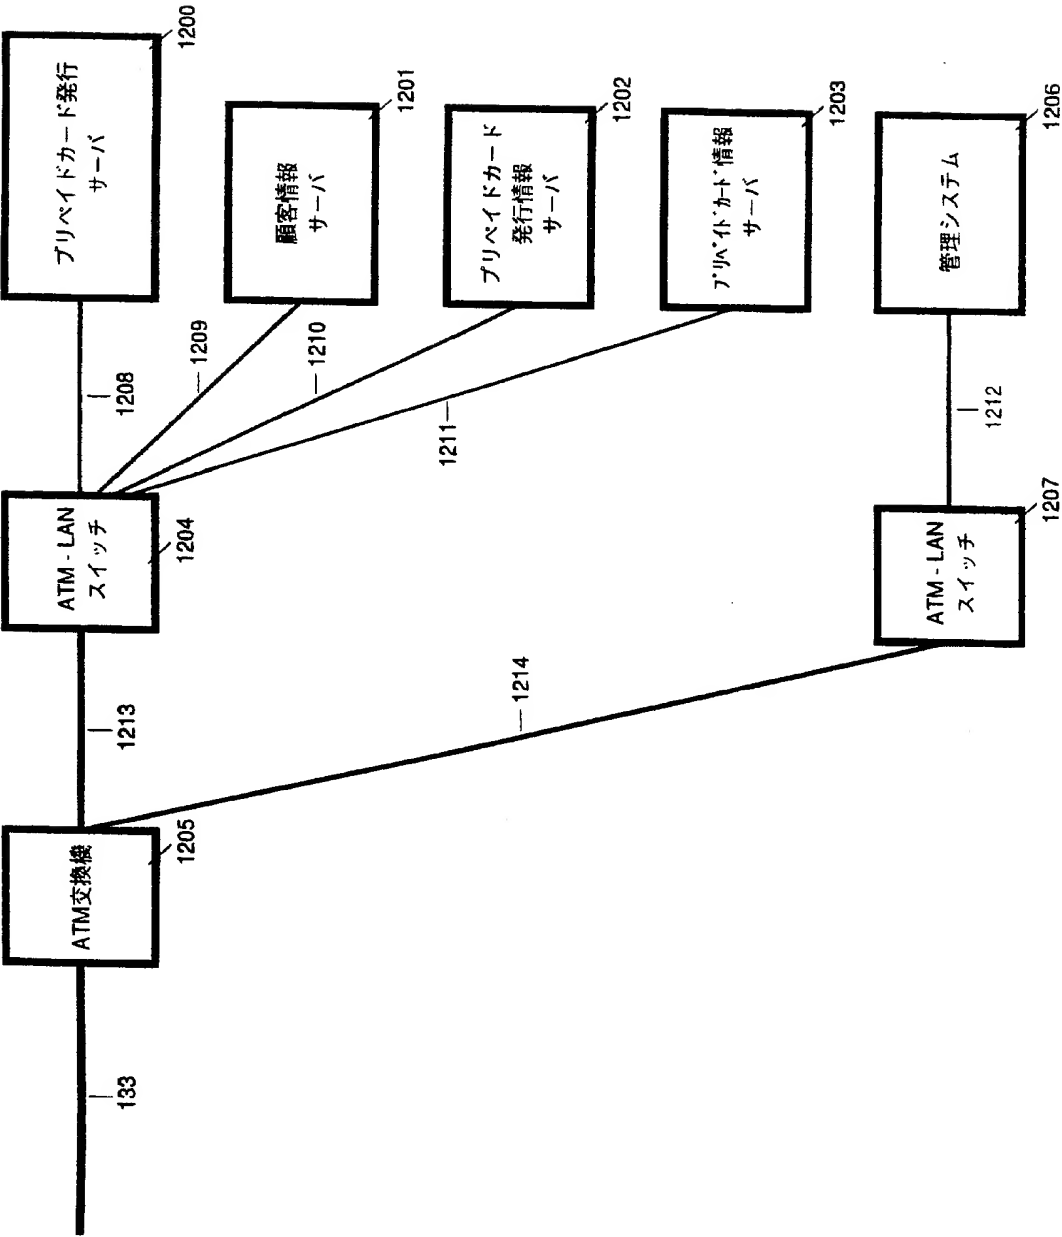 プリペイドカード発行
サーバ
1200
顧客情報
サーバ
1201
プリペイドカード
発行情報
サーバ
1202
プリペイドカード情報
サーバ
1203
管理システム
1206
1208
1209
1210
1211
1212
ATM - LAN
スイッチ
1204
ATM - LAN
スイッチ
1207
1213
1214
ATM交換機
1205
133